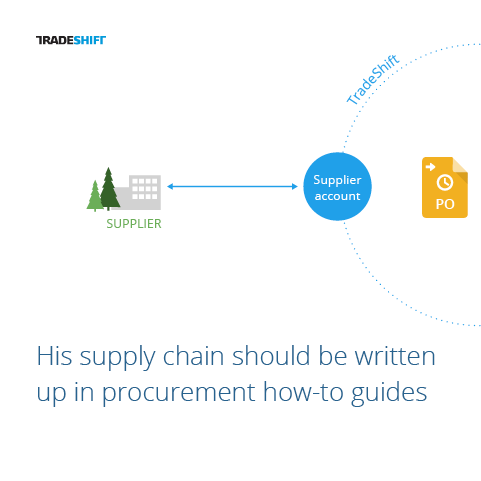 TRADESHIFT
TradeShift
Supplier
account
PO
SUPPLIER
His supply chain should be written
up in procurement how-to guides